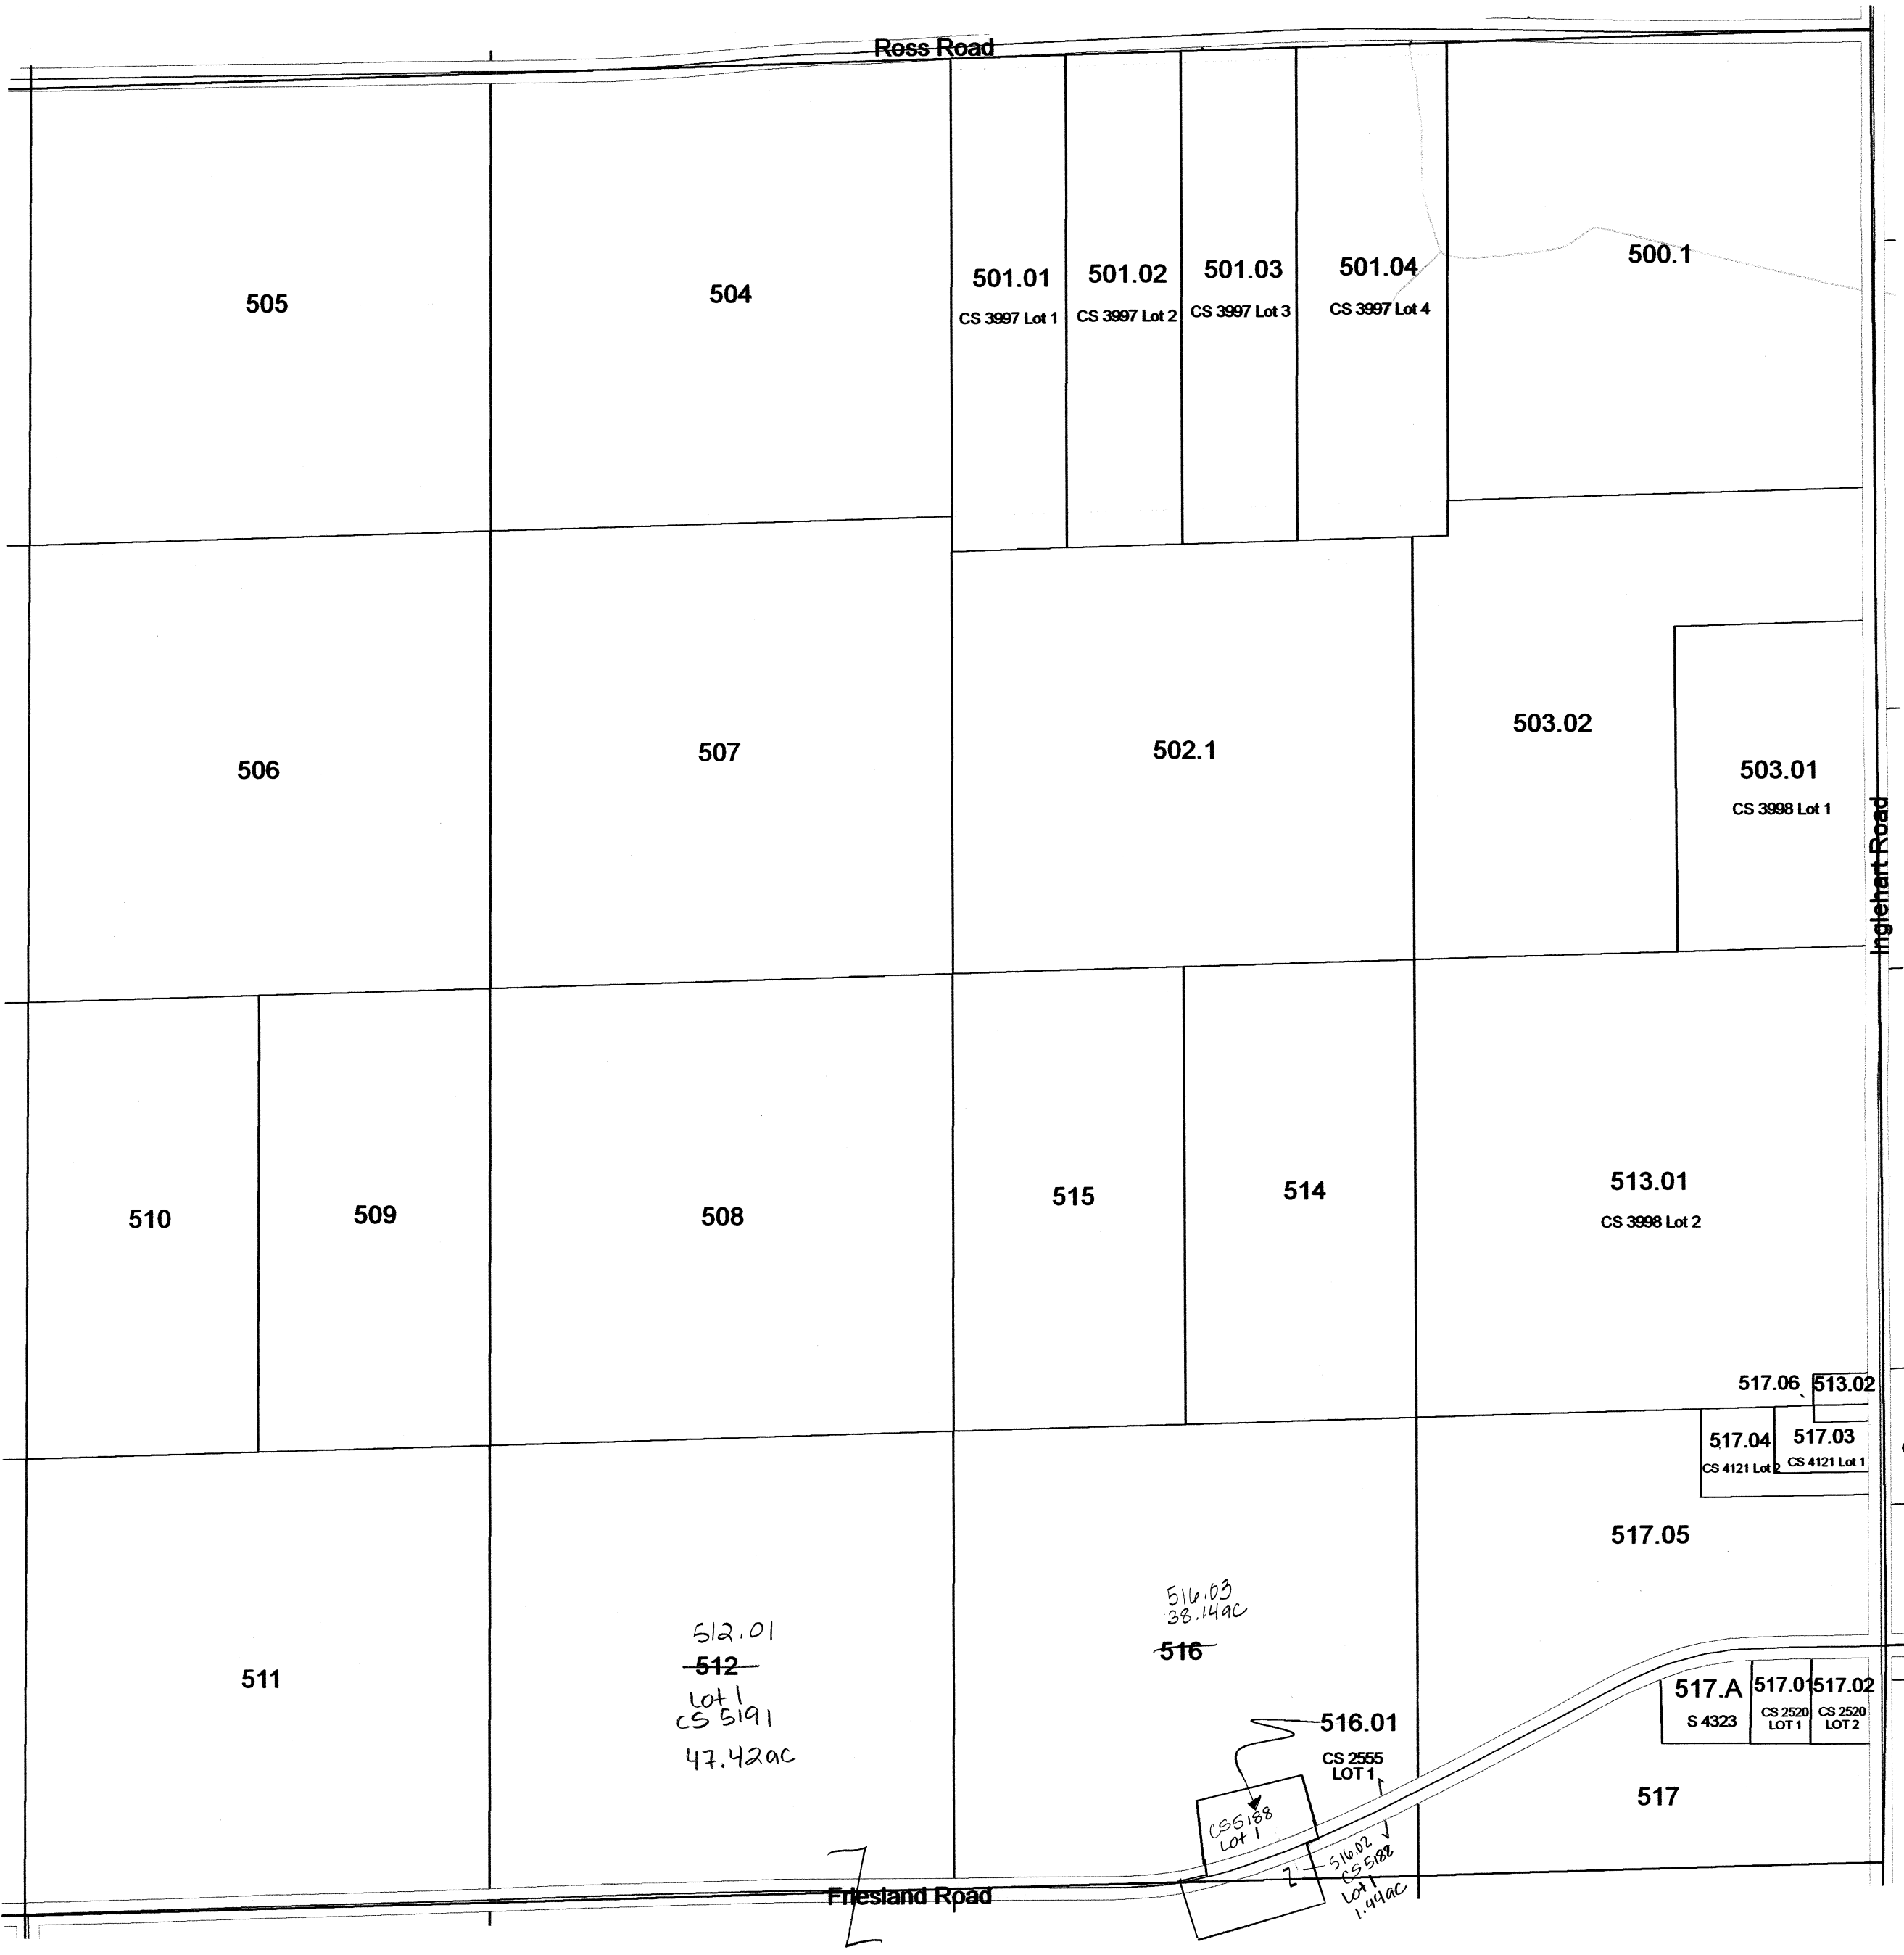 Ross Road
505
504
501.01
CS 3997 Lot 1
501.02
CS 3997 Lot 2
501.03
CS 3997 Lot 3
501.04
CS 3997 Lot 4
500.1
506
507
502.1
503.02
503.01
CS 3998 Lot 1
Inglehart Road
510
509
508
515
514
513.01
CS 3998 Lot 2
517.06
513.02
517.04
CS 4121 Lot 2
517.03
CS 4121 Lot 1
517.05
511
512.01
512
Lot 1
CS 5191
47.42ac
516.03
38.14ac
516
516.01
CS 2555
LOT 1
CS5188
Lot 1
516.02
CS 5188
Lot 1
1.44ac
517.A
S 4323
517.01
CS 2520
LOT 1
517.02
CS 2520
LOT 2
517
Friesland Road